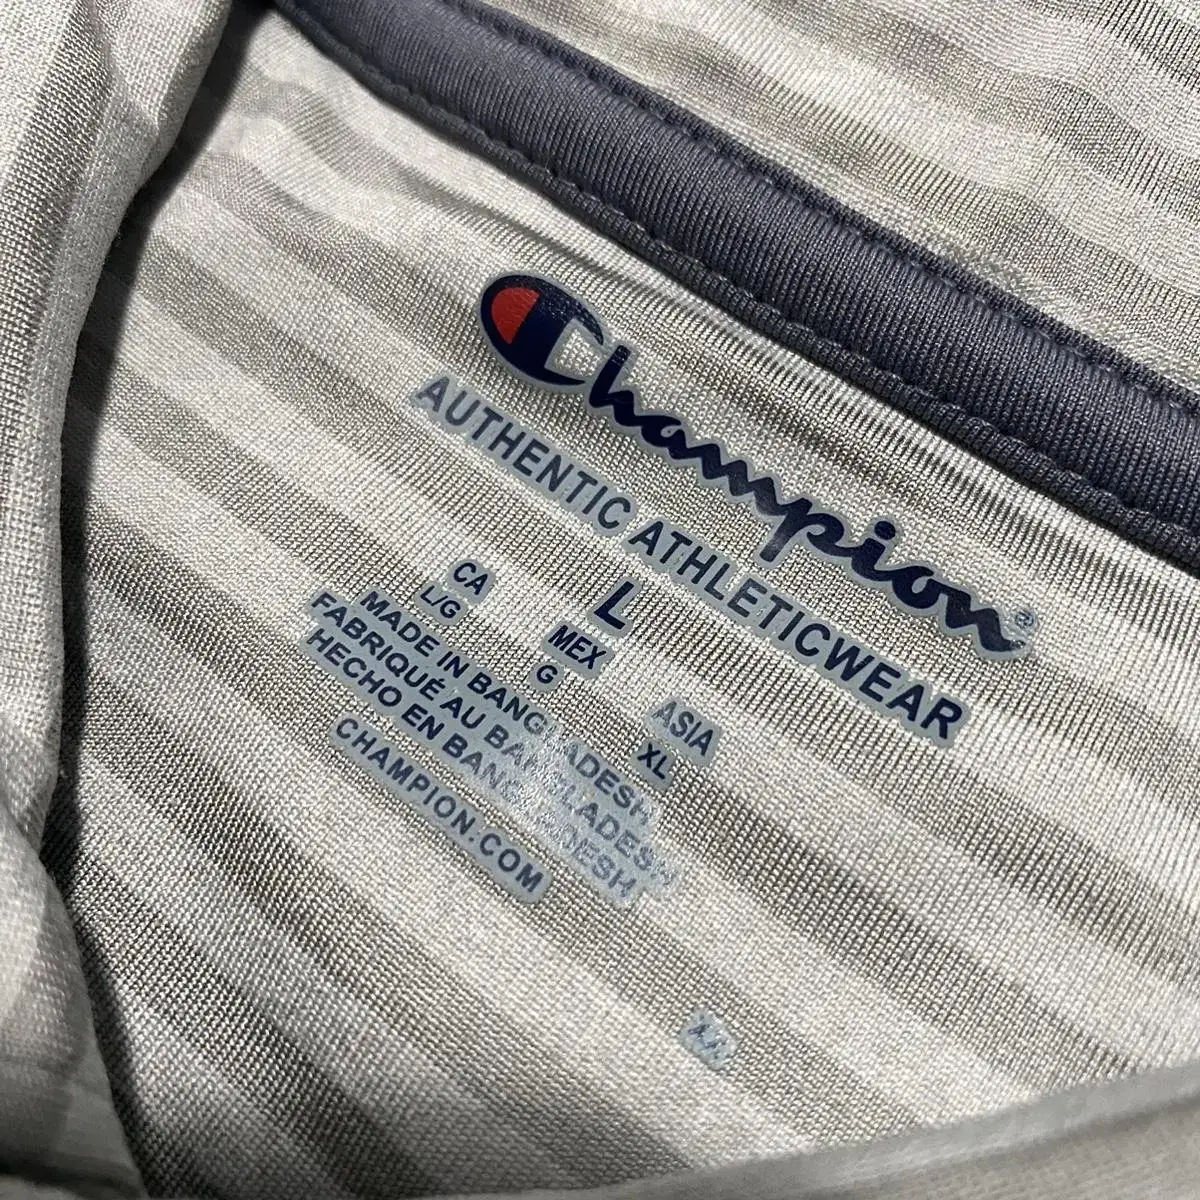 Champion®
AUTHENTIC ATHLETICWEAR
L
CA MEX ASIA
L/G G XL
MADE IN BANGLADESH
FABRIQUÉ AU BANGLADESH
HECHO EN BANGLADESH
CHAMPION.COM